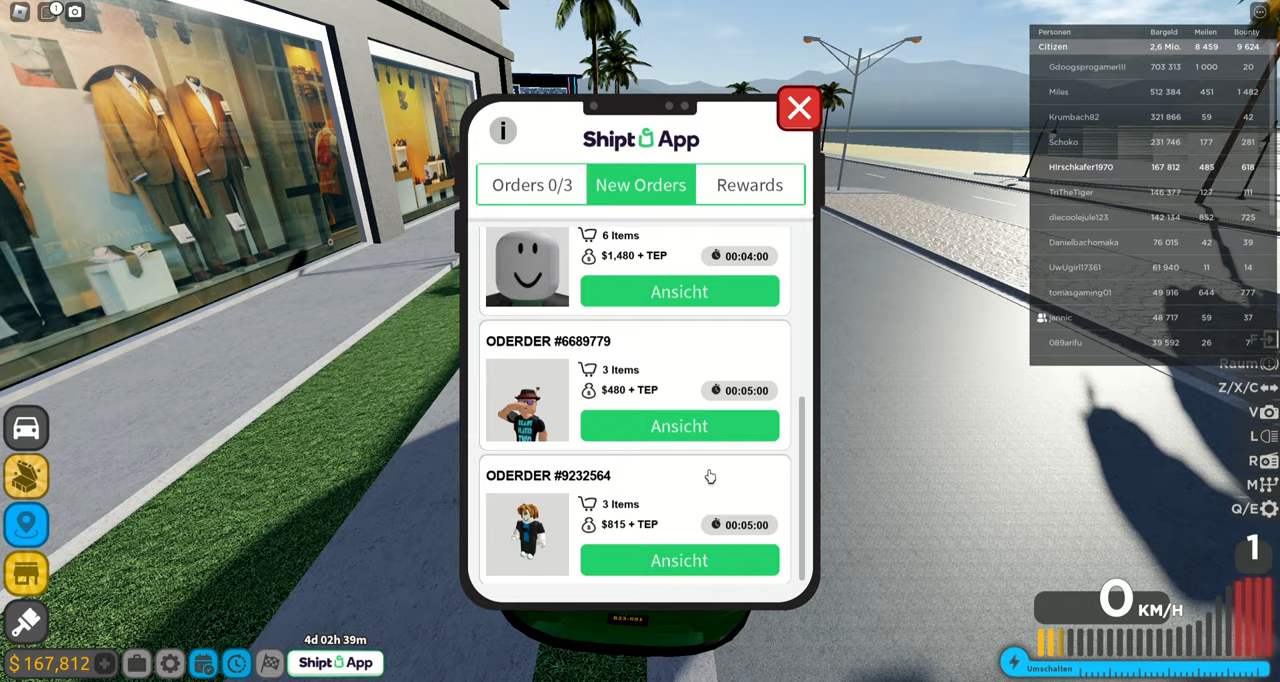 1
Personen Bargeld Meilen Bounty
Citizen 2,6 Mio. 8 459 9 624
GdoogsprogamerIII 703 313 1 000 20
Miles 512 384 451 1 482
Krumbach82 321 866 59 42
Schoko 231 746 177 281
Hirschkafer1970 167 812 485 618
TriTheTiger 146 377 127 111
diecoolejule123 142 134 852 725
Danielbachomaka 76 015 42 39
UwUgirl17361 61 940 11 14
tomasgaming01 49 916 644 777
jannic 48 717 59 37
089arifu 39 592 26 7
i
Shipt App
Orders 0/3 New Orders Rewards
6 Items
$1,480 + TEP 00:04:00
Ansicht
ODERDER #6689779
3 Items
$480 + TEP 00:05:00
Ansicht
ODERDER #9232564
3 Items
$815 + TEP 00:05:00
Ansicht
F
Raum
Z/X/C
V
L
R
M
Q/E
1
0 KM/H
Umschalten
4d 02h 39m
$167,812 +
Shipt App